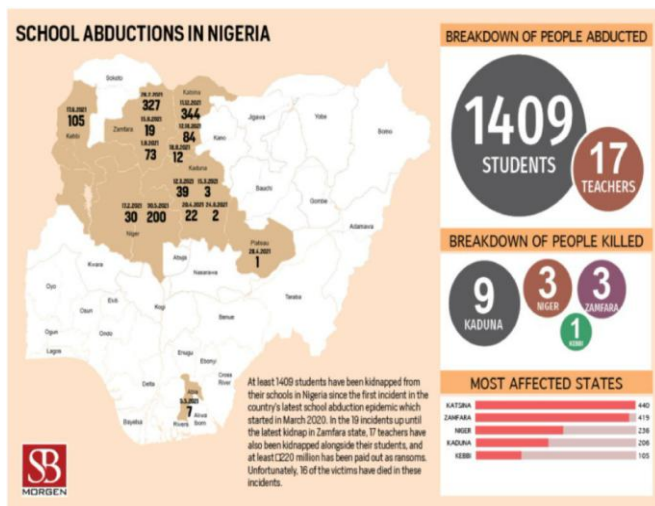 SCHOOL ABDUCTIONS IN NIGERIA
Sokoto
Katsina
Zamfara
Kebbi
Kano
Jigawa
Yobe
Borno
Kaduna
Bauchi
Gombe
Adamawa
Niger
Plateau
Abuja
Nasarawa
Kwara
Oyo
Ekiti
Kogi
Benue
Taraba
Osun
Ondo
Ogun
Lagos
Enugu
Ebonyi
Cross
River
Delta
Bayelsa
Rivers
Akwa
Ibom
105
327
19
73
344
84
12
39
3
30
200
22
2
28.4.2021
1
5.5.2021
7
At least 1409 students have been kidnapped from
their schools in Nigeria since the first incident in the
country's latest school abduction epidemic which
started in March 2020. In the 19 incidents up until
the latest kidnap in Zamfara state, 17 teachers have
also been kidnapped alongside their students, and
at least □220 million has been paid out as ransoms.
Unfortunately, 16 of the victims have died in these
incidents.
SB
MORGEN
BREAKDOWN OF PEOPLE ABDUCTED
1409
STUDENTS
17
TEACHERS
BREAKDOWN OF PEOPLE KILLED
9
KADUNA
3
NIGER
3
ZAMFARA
1
KEBBI
MOST AFFECTED STATES
KATSINA 440
ZAMFARA 419
NIGER 236
KADUNA 206
KEBBI 105